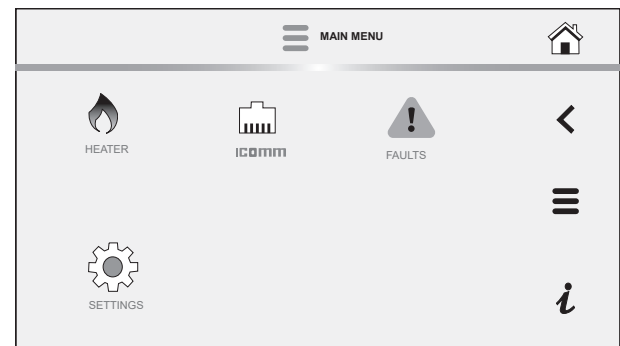 MAIN MENU
HEATER
ICOMM
FAULTS
SETTINGS
i